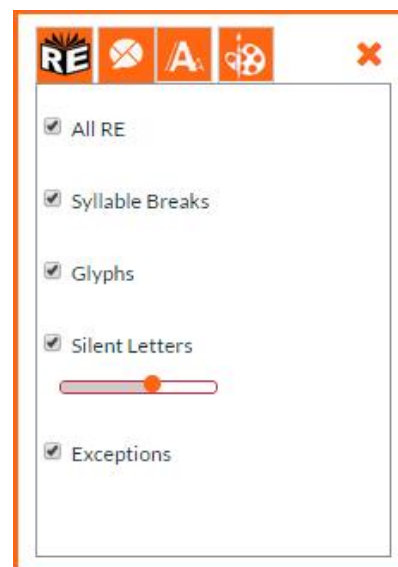 RE
All RE
Syllable Breaks
Glyphs
Silent Letters
Exceptions